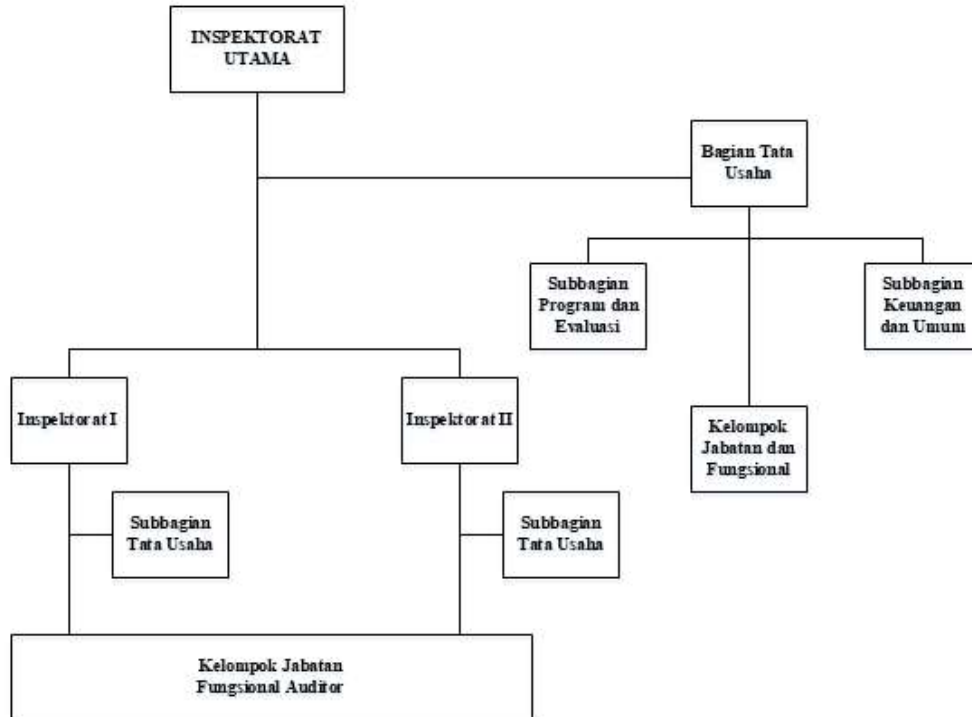 INSPEKTORAT
UTAMA
Bagian Tata
Usaha
Subbagian
Program dan
Evaluasi
Subbagian
Keuangan
dan Umum
Inspektorat I
Inspektorat II
Kelompok
Jabatan dan
Fungsional
Subbagian
Tata Usaha
Subbagian
Tata Usaha
Kelompok Jabatan
Fungsional Auditor